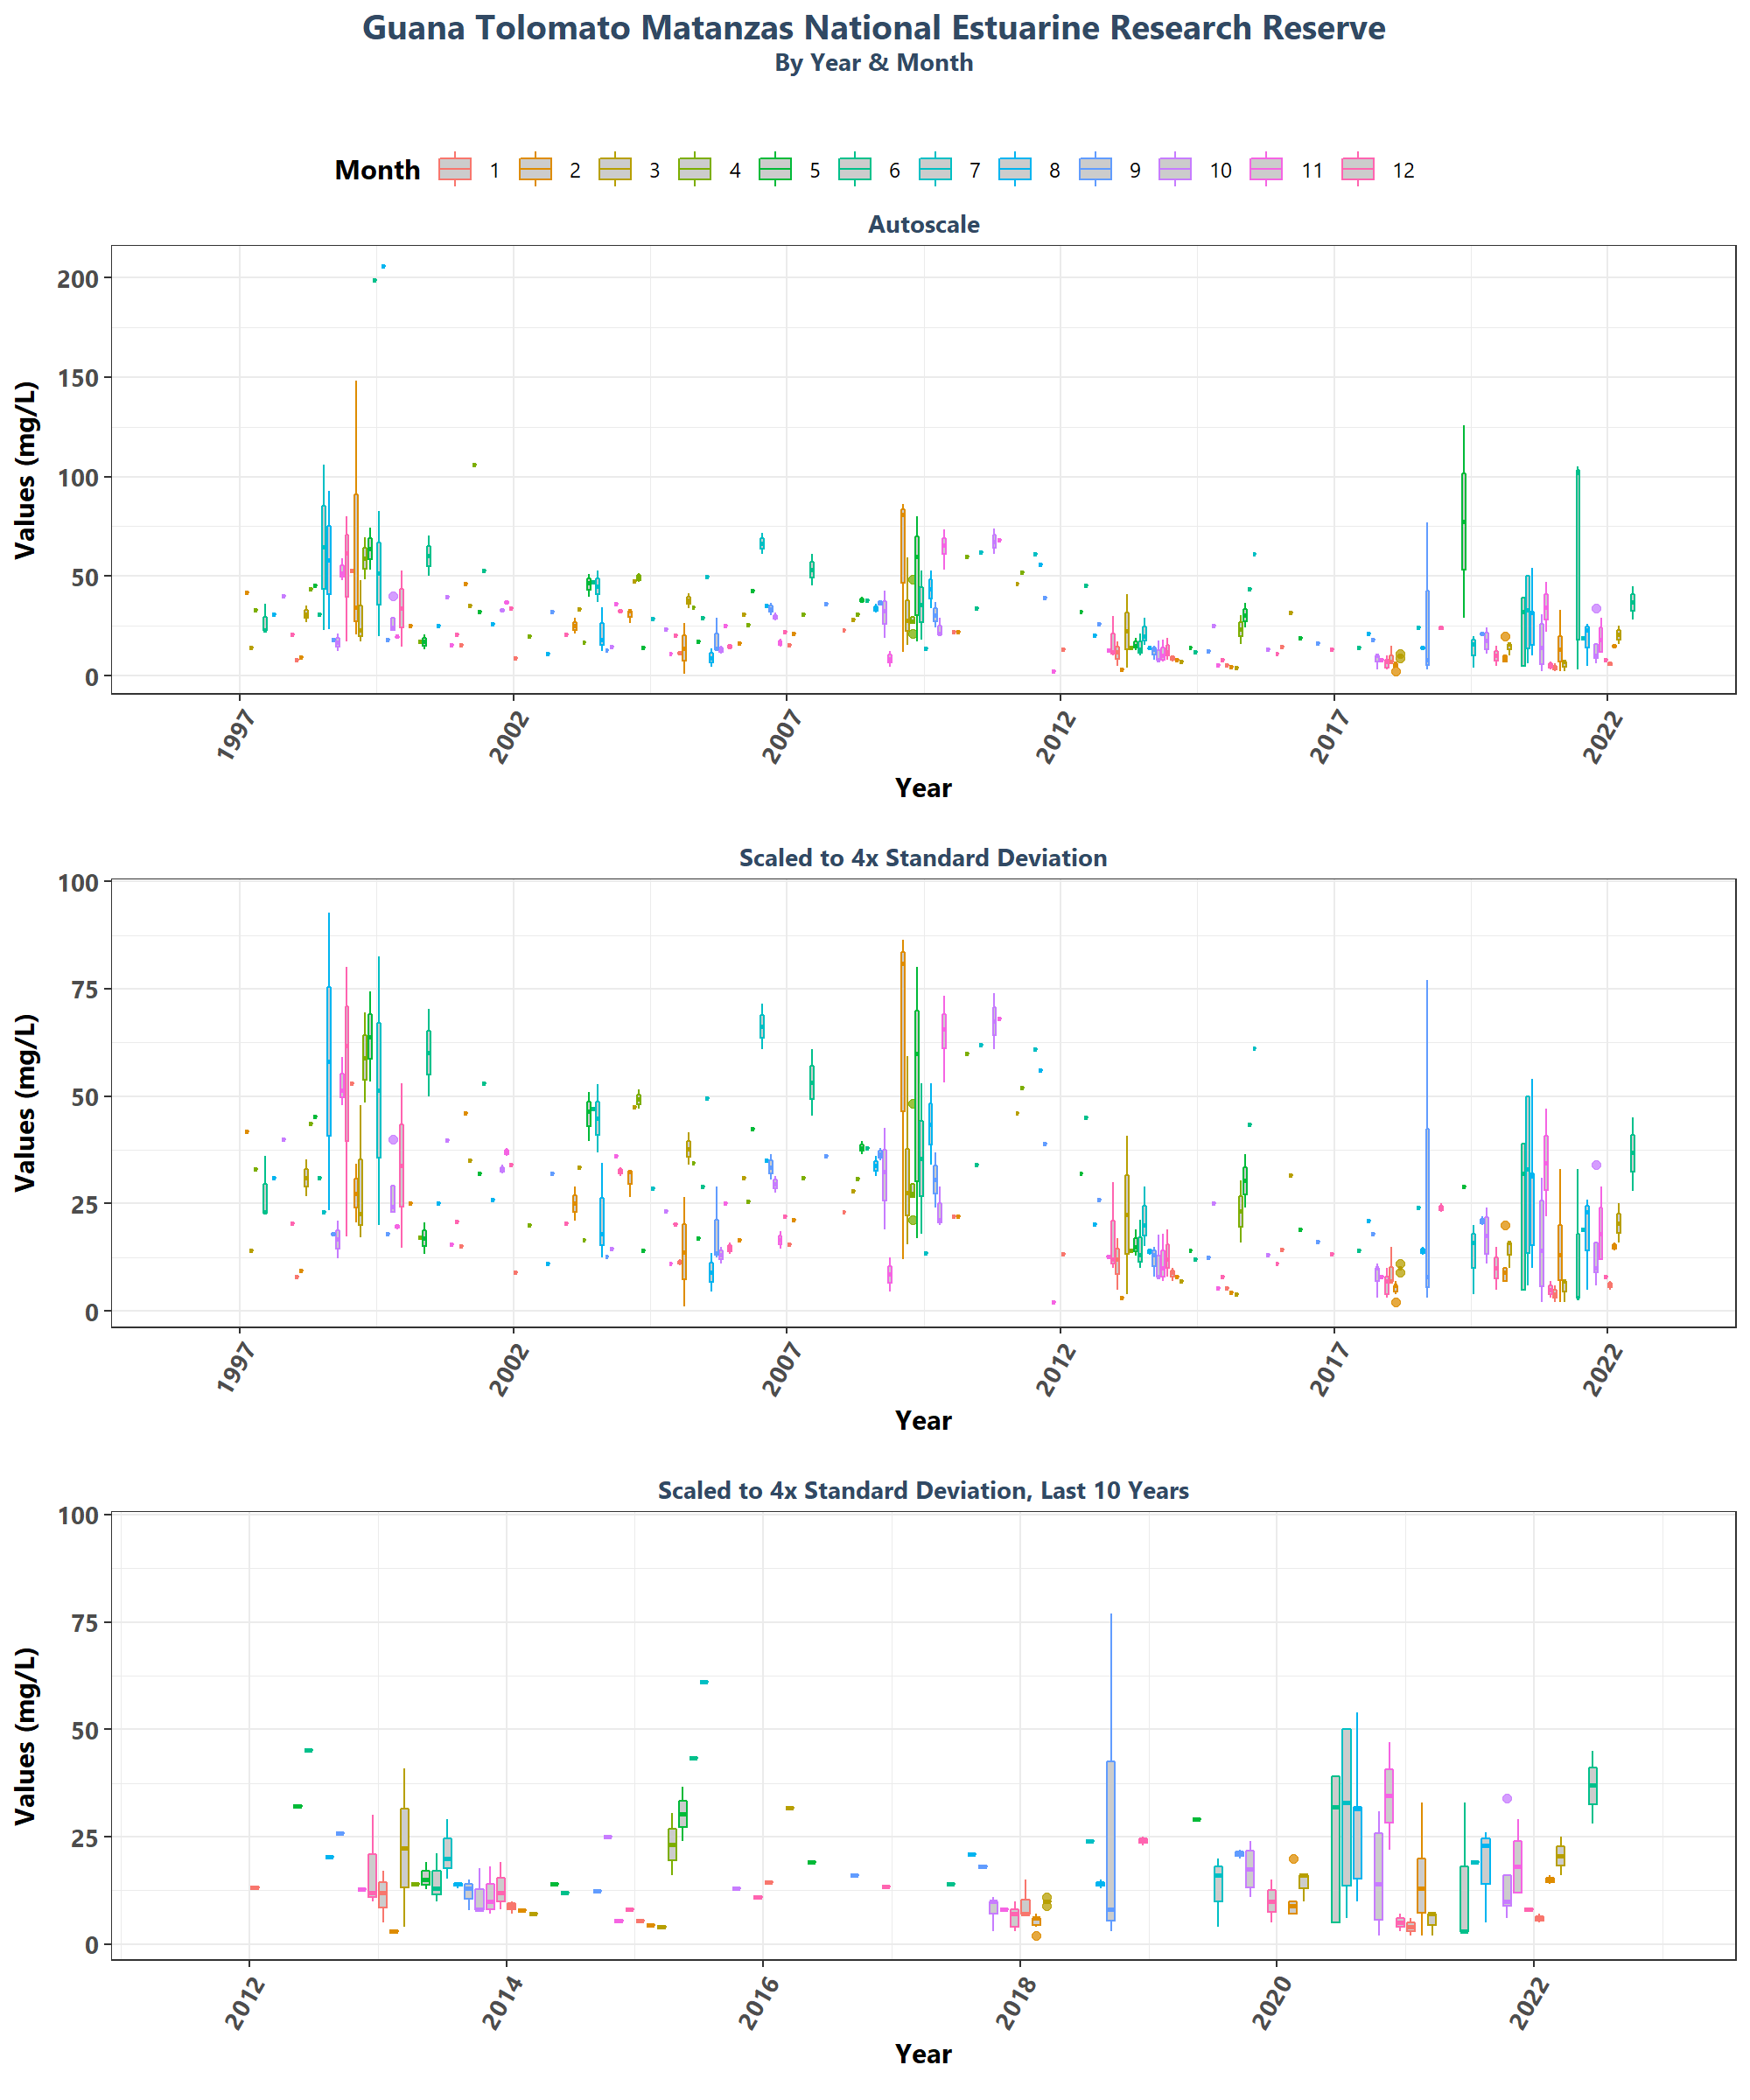 Guana Tolomato Matanzas National Estuarine Research Reserve
By Year & Month
Month 1 2 3 4 5 6 7 8 9 10 11 12
Autoscale
Values (mg/L)
200
150
100
50
0
1997 2002 2007 2012 2017 2022
Year
Scaled to 4x Standard Deviation
Values (mg/L)
100
75
50
25
0
1997 2002 2007 2012 2017 2022
Year
Scaled to 4x Standard Deviation, Last 10 Years
Values (mg/L)
100
75
50
25
0
2012 2014 2016 2018 2020 2022
Year